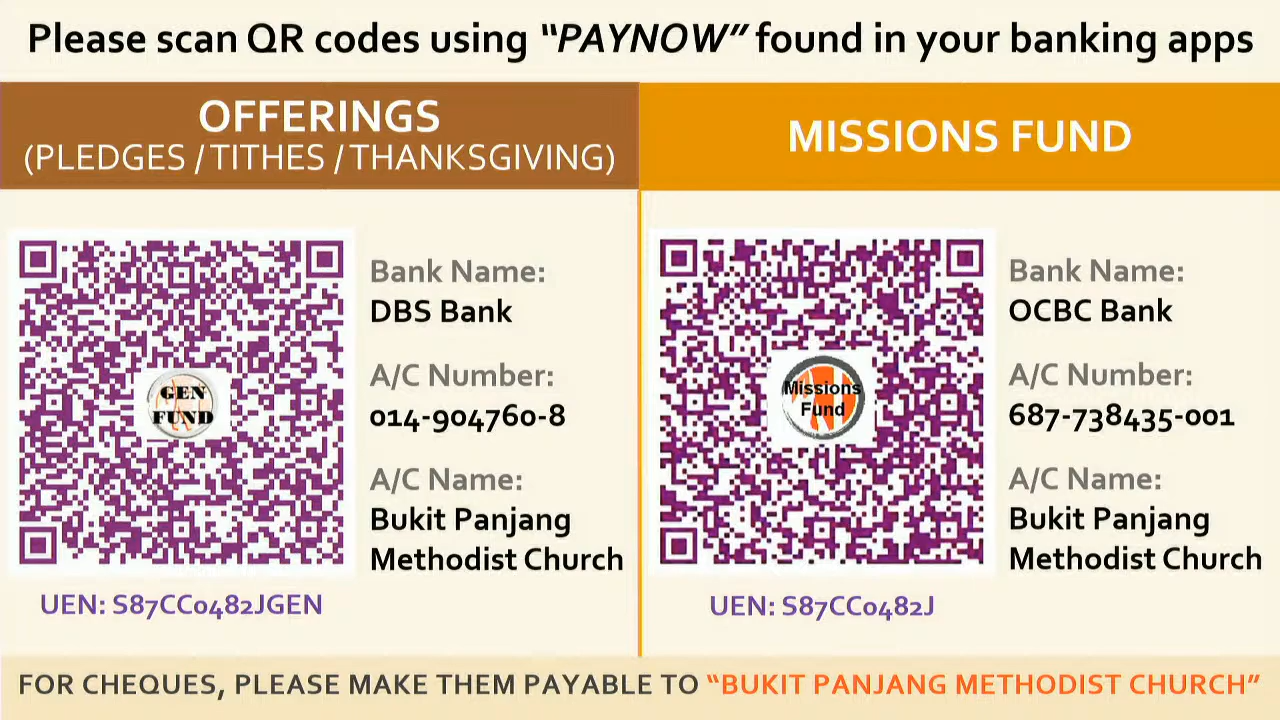 Please scan QR codes using “PAYNOW” found in your banking apps
OFFERINGS
(PLEDGES / TITHES / THANKSGIVING)
GEN
FUND
Bank Name:
DBS Bank
A/C Number:
014-904760-8
A/C Name:
Bukit Panjang
Methodist Church
UEN: S87CC0482JGEN
MISSIONS FUND
Missions
Fund
Bank Name:
OCBC Bank
A/C Number:
687-738435-001
A/C Name:
Bukit Panjang
Methodist Church
UEN: S87CC0482J
FOR CHEQUES, PLEASE MAKE THEM PAYABLE TO “BUKIT PANJANG METHODIST CHURCH”